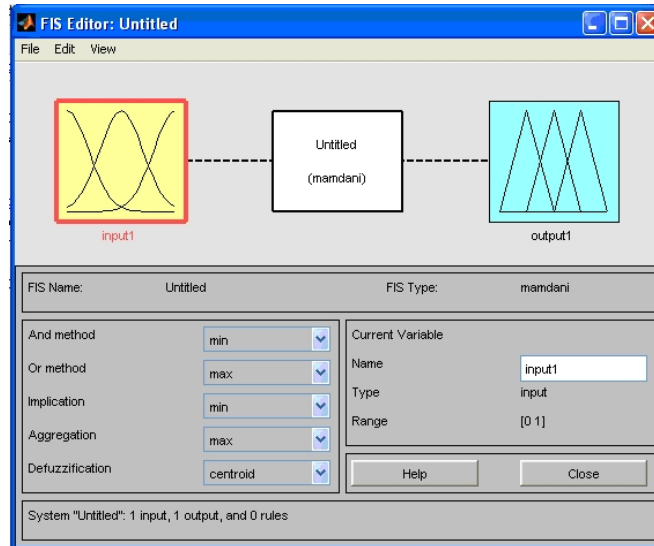 FIS Editor: Untitled
File Edit View
Untitled
(mamdani)
input1
output1
FIS Name: Untitled FIS Type: mamdani
And method min
Or method max
Implication min
Aggregation max
Defuzzification centroid
Current Variable
Name input1
Type input
Range [0 1]
Help Close
System "Untitled": 1 input, 1 output, and 0 rules